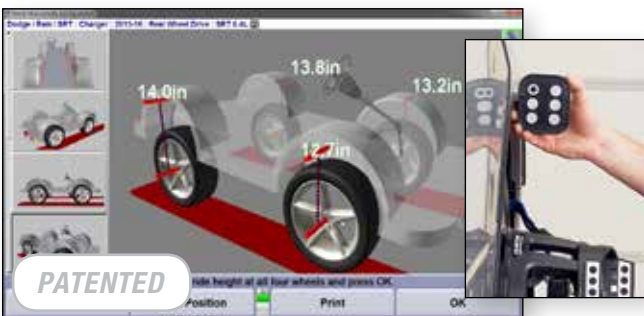 Dodge / Ram / SRT : Charger : 2015-16 : Rear Wheel Drive : SRT 6.4L
13.8in
14.0in
13.2in
12.7in
ride height at all four wheels and press OK.
Position
Print
OK
PATENTED